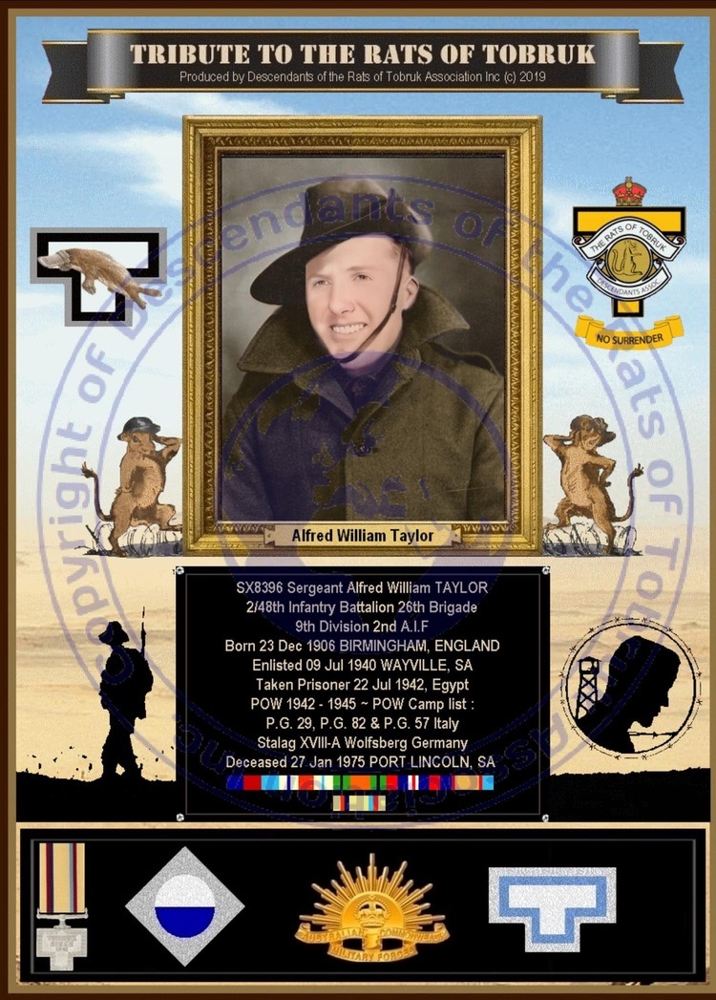 TRIBUTE TO THE RATS OF TOBRUK
Produced by Descendants of the Rats of Tobruk Association Inc (c) 2019
THE RATS OF TOBRUK
DESCENDANTS ASSOC
NO SURRENDER
Copyright of Descendants of the Rats of Tobruk Association Inc.
Alfred William Taylor
SX8396 Sergeant Alfred William TAYLOR
2/48th Infantry Battalion 26th Brigade
9th Division 2nd A.I.F
Born 23 Dec 1906 BIRMINGHAM, ENGLAND
Enlisted 09 Jul 1940 WAYVILLE, SA
Taken Prisoner 22 Jul 1942, Egypt
POW 1942 - 1945 ~ POW Camp list :
P.G. 29, P.G. 82 & P.G. 57 Italy
Stalag XVIII-A Wolfsberg Germany
Deceased 27 Jan 1975 PORT LINCOLN, SA
AUSTRALIAN COMMONWEALTH
MILITARY FORCES